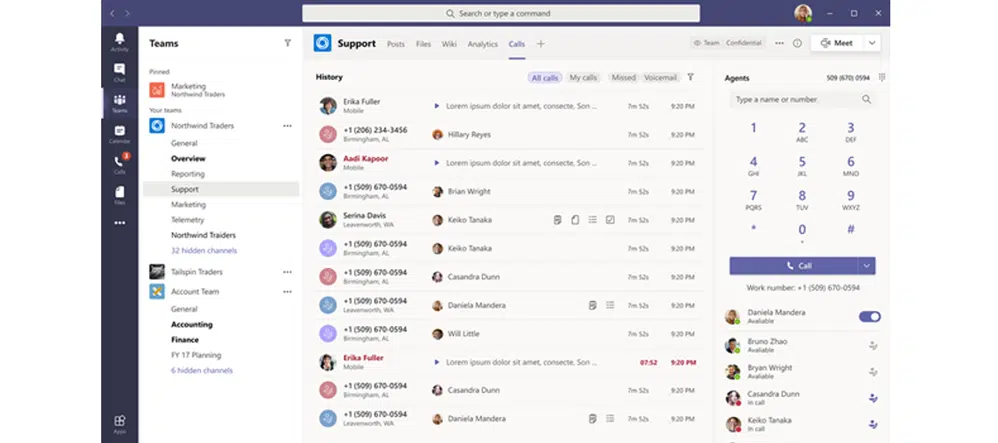 Search or type a command
Activity
Chat
Teams
Calendar
3
Calls
Files
Apps
Teams
Pinned
Marketing
Northwind Traders
Your teams
Northwind Traders
General
Overview
Reporting
Support
Marketing
Telemetry
Northwind Traiders
32 hidden channels
Tailspin Traders
Account Team
General
Accounting
Finance
FY 17 Planning
6 hidden channels
Support Posts Files Wiki Analytics Calls
Team Confidential
Meet
History All calls My calls Missed Voicemail
Erika Fuller
Mobile
Lorem ipsum dolor sit amet, consecte, Son ... 7m 52s 9:20 PM
+1 (206) 234-3456
Birmingham, AL
Hillary Reyes 7m 52s 9:20 PM
Aadi Kapoor
Mobile
Lorem ipsum dolor sit amet, consecte, Son ... 7m 52s 9:20 PM
+1 (509) 670-0594
Birmingham, AL
Brian Wright 7m 52s 9:20 PM
Serina Davis
Leavenworth, WA
Keiko Tanaka 7m 52s 9:20 PM
+1 (509) 670-0594
Birmingham, AL
Keiko Tanaka 7m 52s 9:20 PM
+1 (509) 670-0594
Birmingham, AL
Casandra Dunn 7m 52s 9:20 PM
+1 (509) 670-0594
Leavenworth, WA
Daniela Mandera 7m 52s 9:20 PM
+1 (509) 670-0594
Birmingham, AL
Will Little 7m 52s 9:20 PM
Erika Fuller
Mobile
Lorem ipsum dolor sit amet, consecte, Son ... 07:52 9:20 PM
+1 (509) 670-0594
Birmingham, AL
Casandra Dunn 7m 52s 9:20 PM
+1 (509) 670-0594
Leavenworth, WA
Daniela Mandera 7m 52s 9:20 PM
Agents 509 (670) 0594
Type a name or number
1 2 3
ABC DEF
4 5 6
GHI JKL MNO
7 8 9
PQRS TUV WXYZ
* 0 #
+
Call
Work number: +1 (509) 670-0594
Daniela Mandera
Avaliable
Bruno Zhao
Avaliable
Bryan Wright
Avaliable
Casandra Dunn
In call
Keiko Tanaka
In call